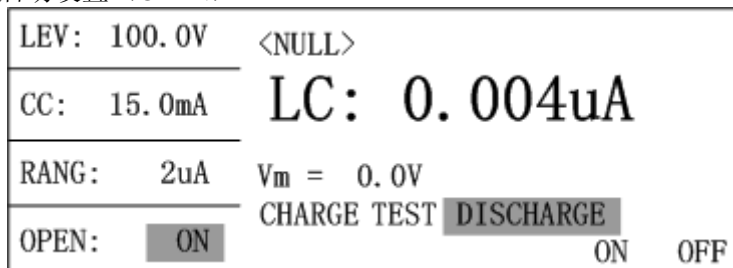 LEV: 100.0V
<NULL>
LC: 0.004uA
CC: 15.0mA
RANG: 2uA
Vm = 0.0V
CHARGE TEST DISCHARGE
OPEN: ON
ON OFF